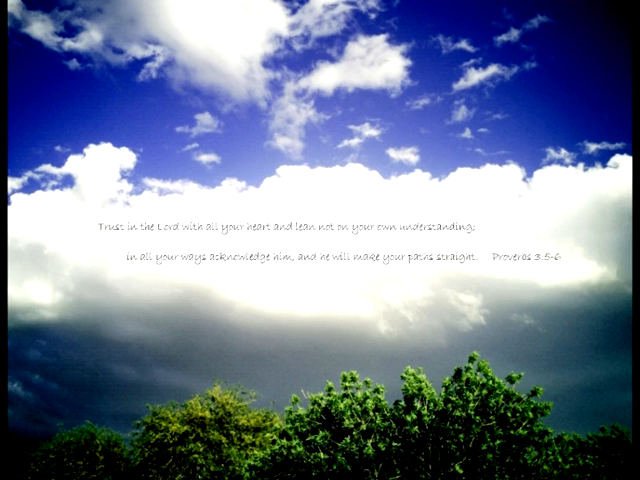 Trust in the Lord with all your heart and lean not on your own understanding;
in all your ways acknowledge him, and he will make your paths straight. Proverbs 3:5-6